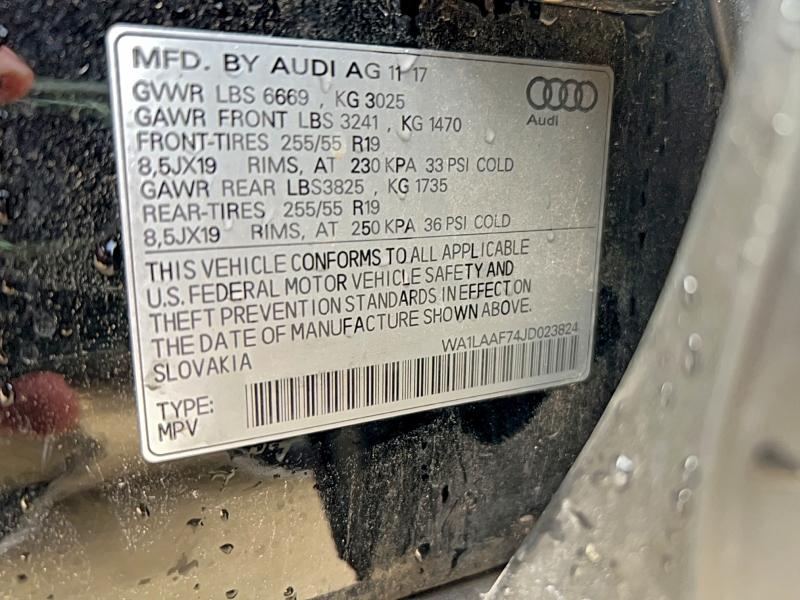 MFD. BY AUDI AG 11 17
GVWR LBS 6669 , KG 3025
GAWR FRONT LBS 3241 , KG 1470
FRONT-TIRES 255/55 R19
8,5JX19 RIMS, AT 230 KPA 33 PSI COLD
GAWR REAR LBS3825 , KG 1735
REAR-TIRES 255/55 R19
8,5JX19 RIMS, AT 250 KPA 36 PSI COLD
Audi
THIS VEHICLE CONFORMS TO ALL APPLICABLE
U.S. FEDERAL MOTOR VEHICLE SAFETY AND
THEFT PREVENTION STANDARDS IN EFFECT ON
THE DATE OF MANUFACTURE SHOWN ABOVE.
SLOVAKIA
WA1LAAF74JD023824
TYPE:
MPV